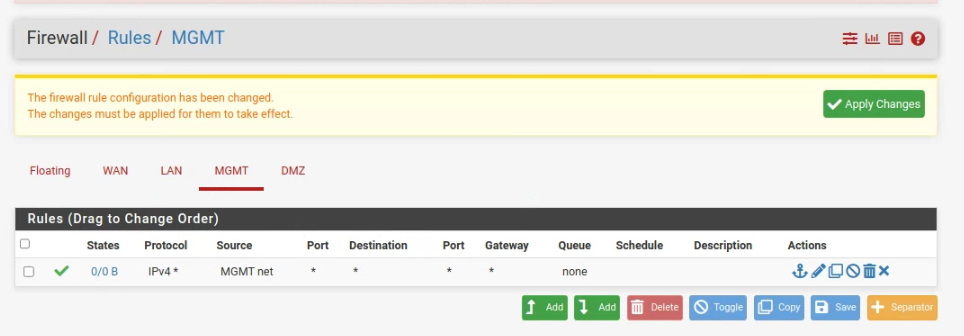 Firewall / Rules / MGMT
The firewall rule configuration has been changed.
The changes must be applied for them to take effect.
Apply Changes
Floating WAN LAN MGMT DMZ
Rules (Drag to Change Order)
States Protocol Source Port Destination Port Gateway Queue Schedule Description Actions
0/0 B IPv4 * MGMT net * * * * none
Add Add Delete Toggle Copy Save Separator